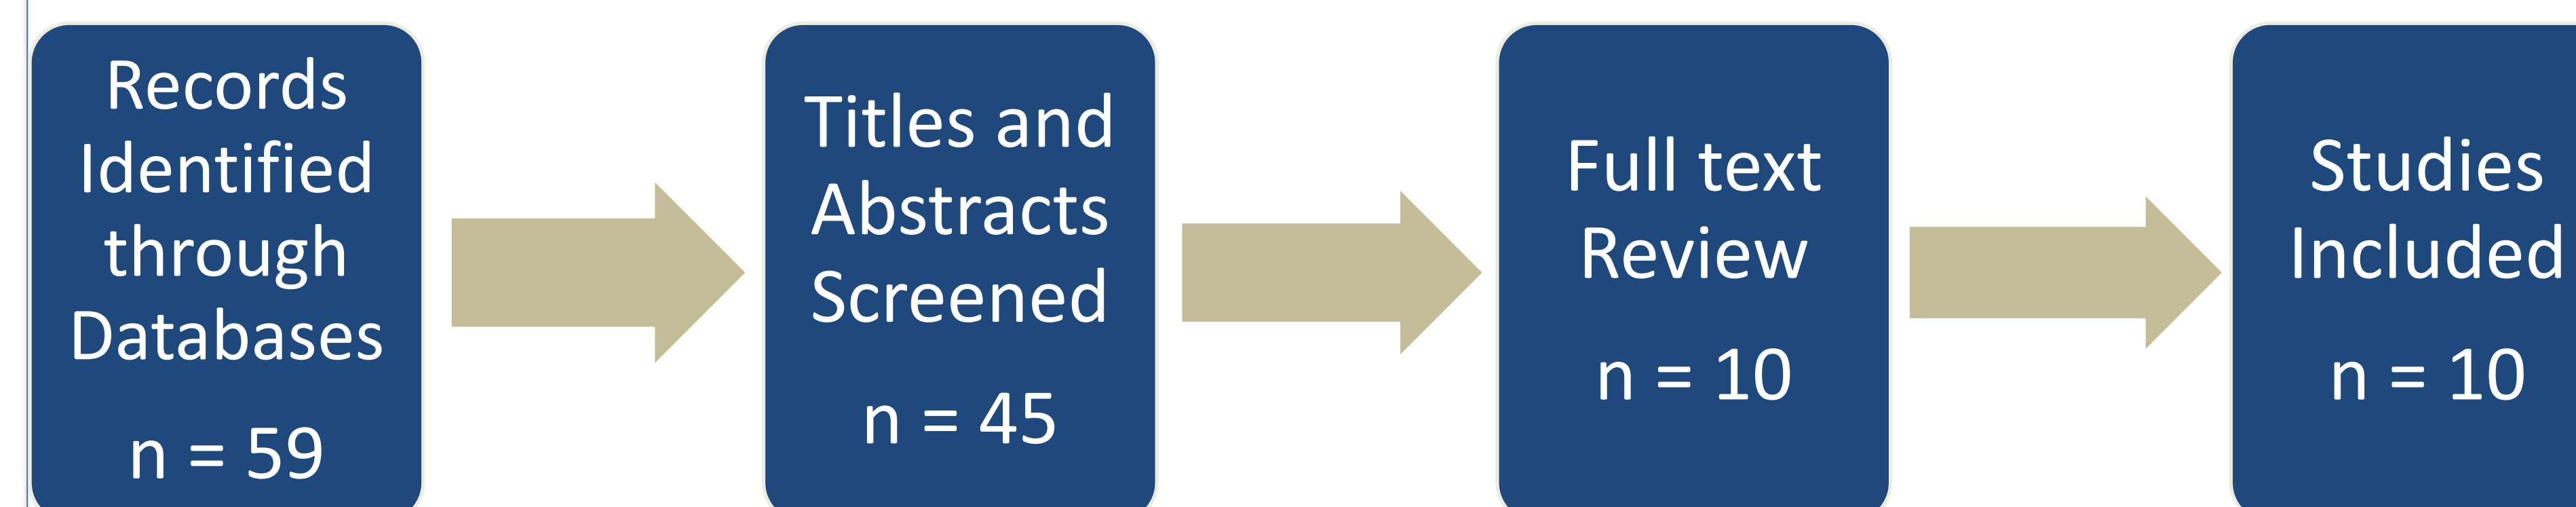 Records
Identified
through
Databases
n = 59
Titles and
Abstracts
Screened
n = 45
Full text
Review
n = 10
Studies
Included
n = 10